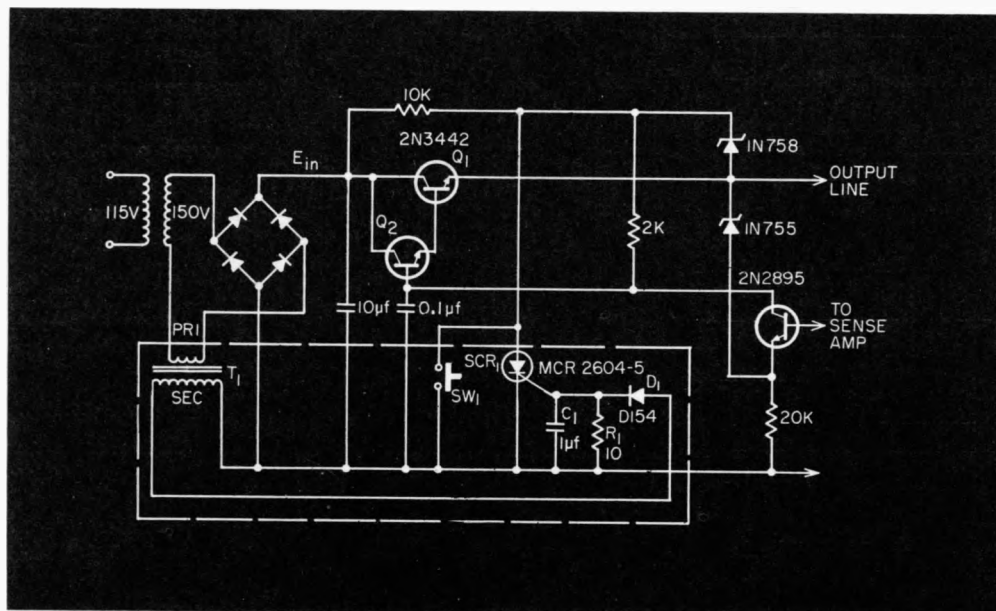 10K
2N3442
Q1
Ein
1N758
OUTPUT
LINE
115V
150V
Q2
2K
1N755
2N2895
TO
SENSE
AMP
10µf
0.1µf
PRI
T1
SEC
SCR1
MCR 2604-5
SW1
C1
1µf
R1
10
D1
D154
20K